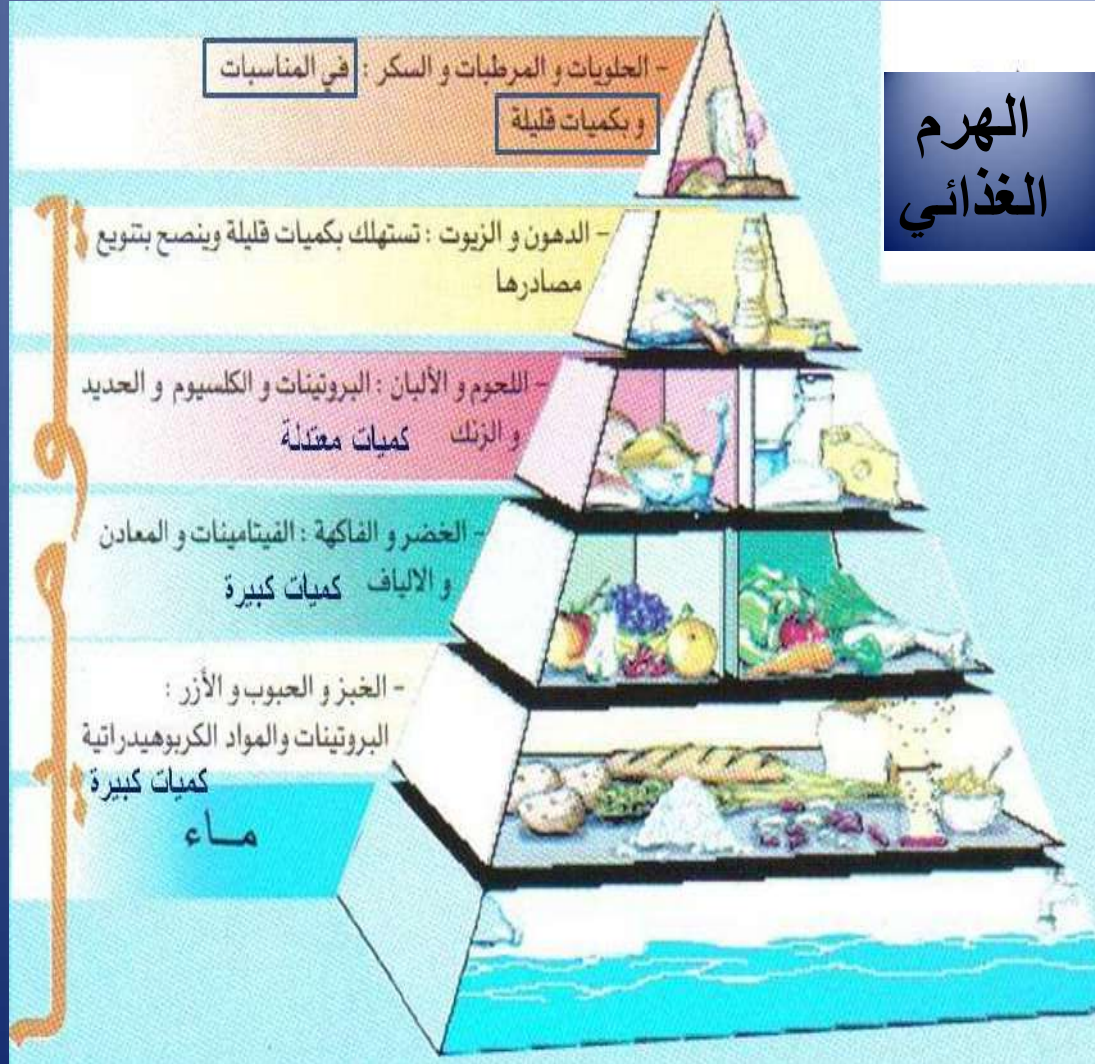 الهرم
الغذائي
- الحلويات و المرطبات و السكر : في المناسبات
و بكميات قليلة
- الدهون و الزيوت : تستهلك بكميات قليلة وينصح بتنويع
مصادرها
- اللحوم و الألبان : البروتينات و الكلسيوم و الحديد
و الزنك كميات معتدلة
- الخضر و الفاكهة : الفيتامينات و المعادن
و الالياف كميات كبيرة
- الخبز و الحبوب و الأزر :
البروتينات والمواد الكربوهيدراتية
كميات كبيرة
مـاء
يوميا